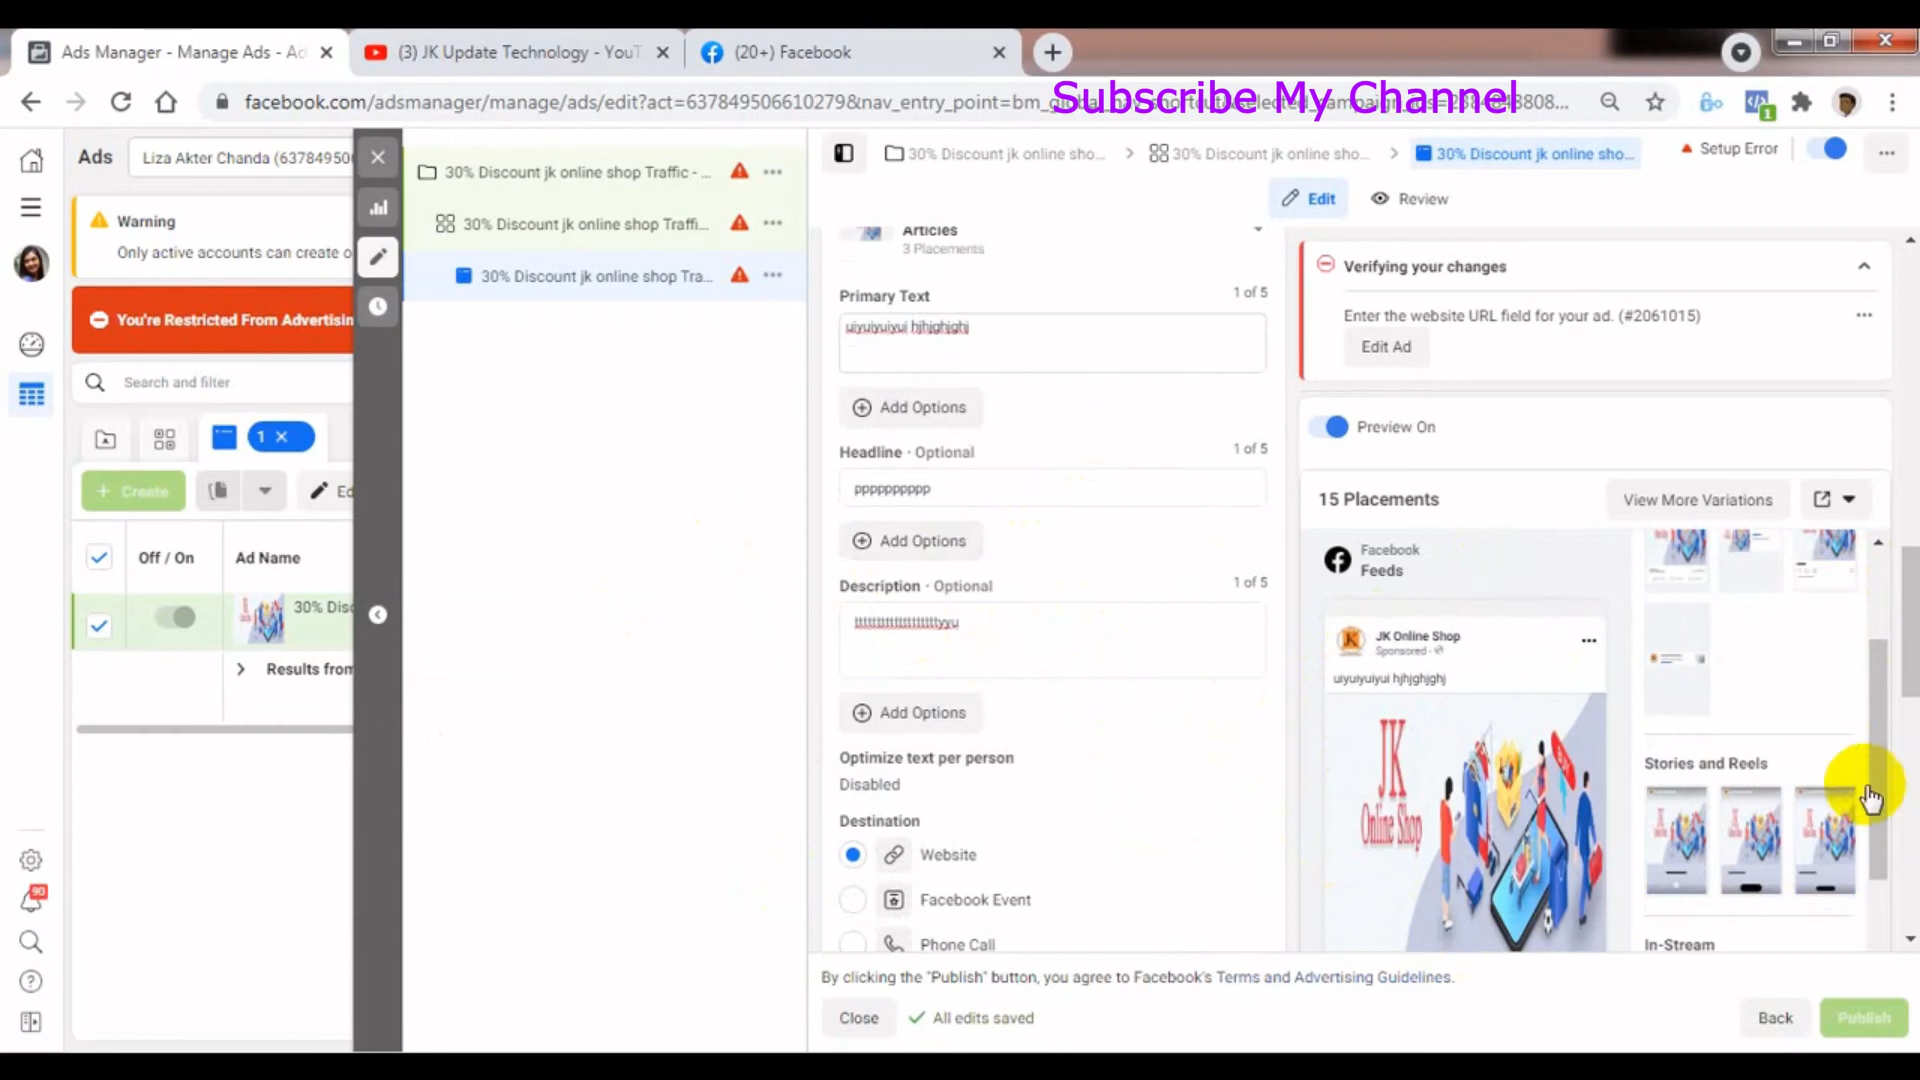 Ads Manager - Manage Ads - Ad
(3) JK Update Technology - YouT
(20+) Facebook
Subscribe My Channel
facebook.com/adsmanager/manage/ads/edit?act=637849506610279&nav_entry_point=bm_global_nav_shortcut&selected_campaign_ids=
Ads
Liza Akter Chanda (63784950
30% Discount jk online shop Traffic - ...
30% Discount jk online sho...
30% Discount jk online sho...
30% Discount jk online sho...
Setup Error
Edit
Review
Warning
Only active accounts can create o
30% Discount jk online shop Traffi...
30% Discount jk online shop Tra...
You're Restricted From Advertisin
Search and filter
1
Create
Ed
Off / On
Ad Name
30% Disc
Results from
90
Articles
3 Placements
Primary Text
1 of 5
uiyuiyuiyui hjhjghjghj
Add Options
Headline · Optional
1 of 5
pppppppppp
Add Options
Description · Optional
1 of 5
Add Options
Optimize text per person
Disabled
Destination
Website
Facebook Event
Phone Call
Verifying your changes
Enter the website URL field for your ad. (#2061015)
Edit Ad
Preview On
15 Placements
View More Variations
Facebook
Feeds
JK Online Shop
Sponsored ·
uiyuiyuiyui hjhjghjghj
JK
Online Shop
BUY
Stories and Reels
In-Stream
By clicking the "Publish" button, you agree to Facebook's Terms and Advertising Guidelines.
Close
All edits saved
Back
Publish